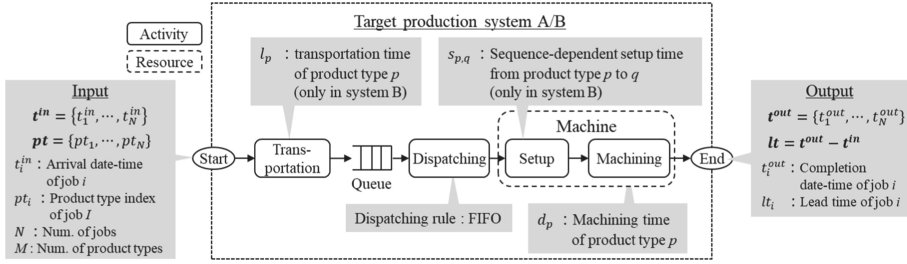 Target production system A/B
Activity
Resource
l_p : transportation time
of product type p
(only in system B)
s_{p,q} : Sequence-dependent setup time
from product type p to q
(only in system B)
Input
t^{in} = {t_1^{in}, ⋯, t_N^{in}}
pt = {pt_1, ⋯, pt_N}
t_i^{in} : Arrival date-time
of job i
pt_i : Product type index
of job I
N : Num. of jobs
M : Num. of product types
Start
Trans-
portation
Queue
Dispatching
Dispatching rule : FIFO
Machine
Setup
Machining
d_p : Machining time
of product type p
End
Output
t^{out} = {t_1^{out}, ⋯, t_N^{out}}
lt = t^{out} − t^{in}
t_i^{out} : Completion
date-time of job i
lt_i : Lead time of job i